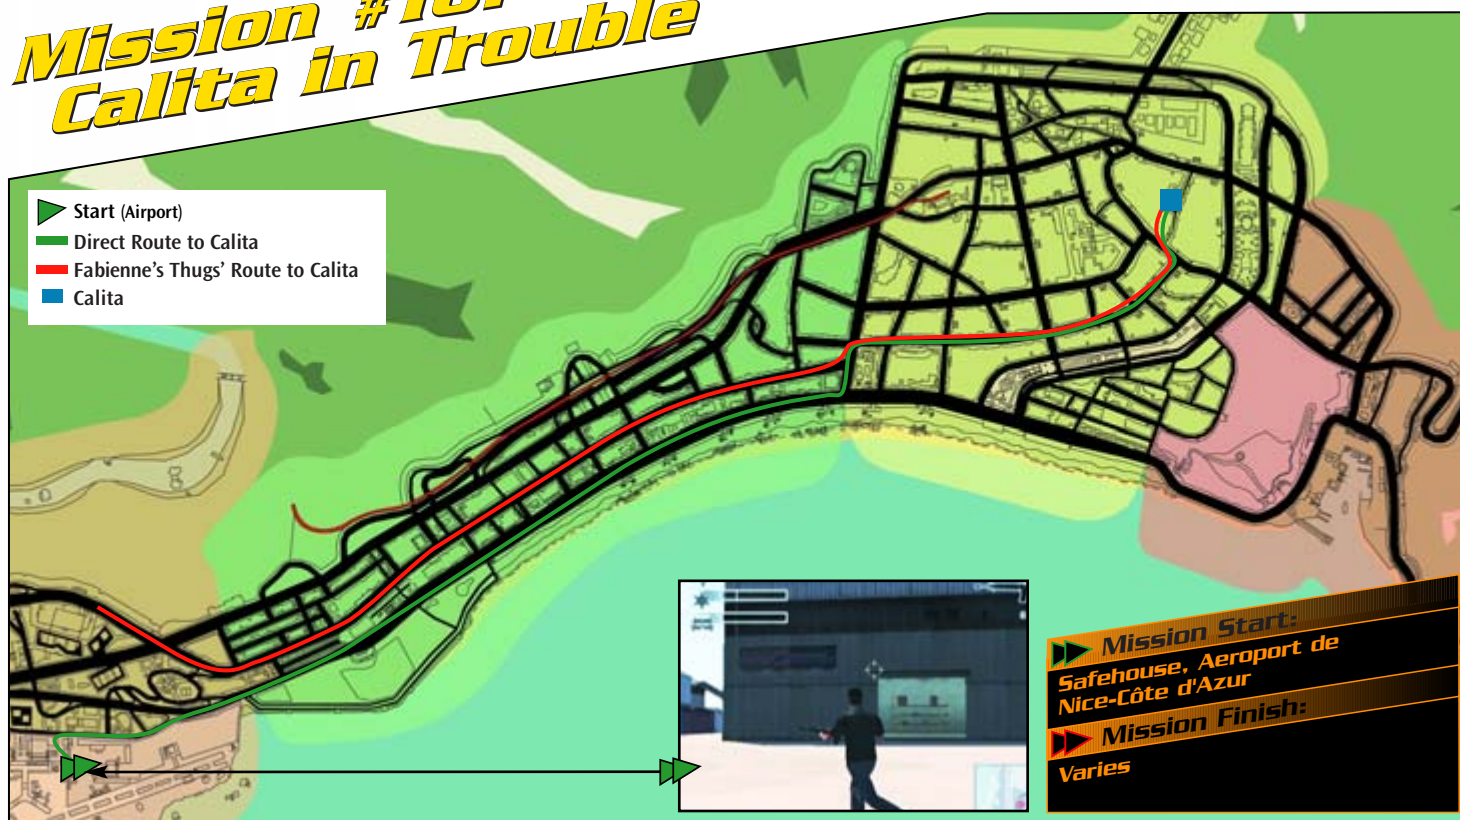 Mission #
Calita in Trouble
Start (Airport)
Direct Route to Calita
Fabienne's Thugs' Route to Calita
Calita
Mission Start:
Safehouse, Aeroport de
Nice-Côte d'Azur
Mission Finish:
Varies